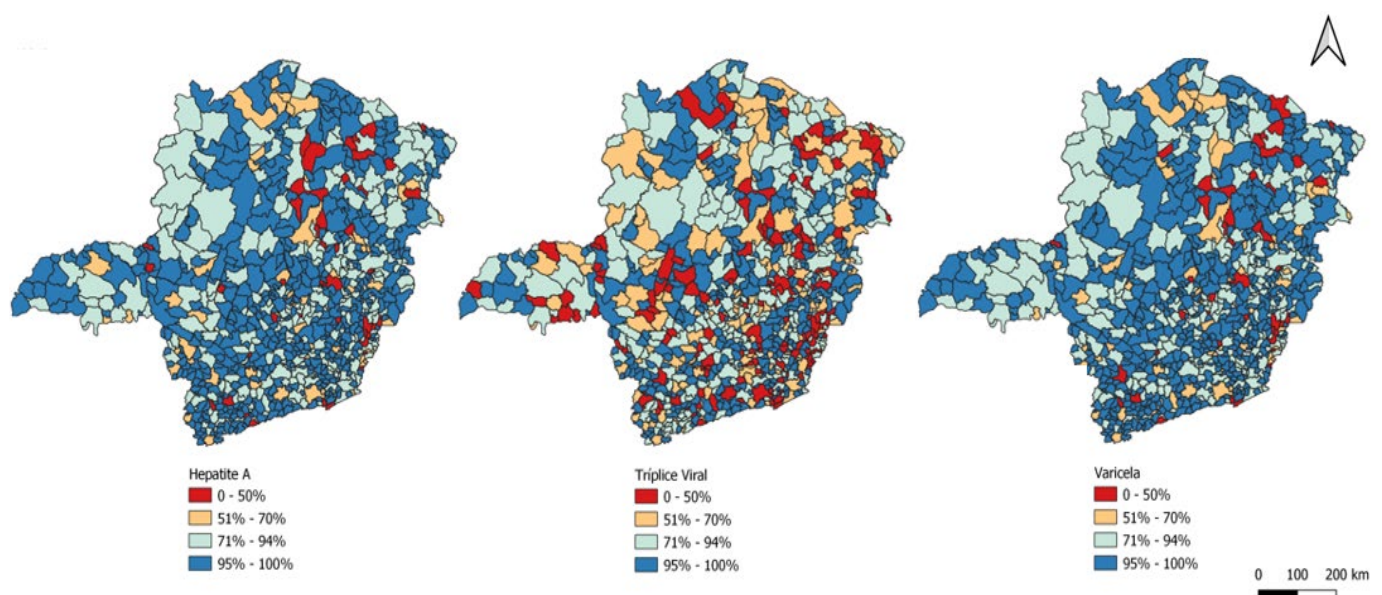 Hepatite A
0 - 50%
51% - 70%
71% - 94%
95% - 100%
Tríplice Viral
0 - 50%
51% - 70%
71% - 94%
95% - 100%
Varicela
0 - 50%
51% - 70%
71% - 94%
95% - 100%
0 100 200 km